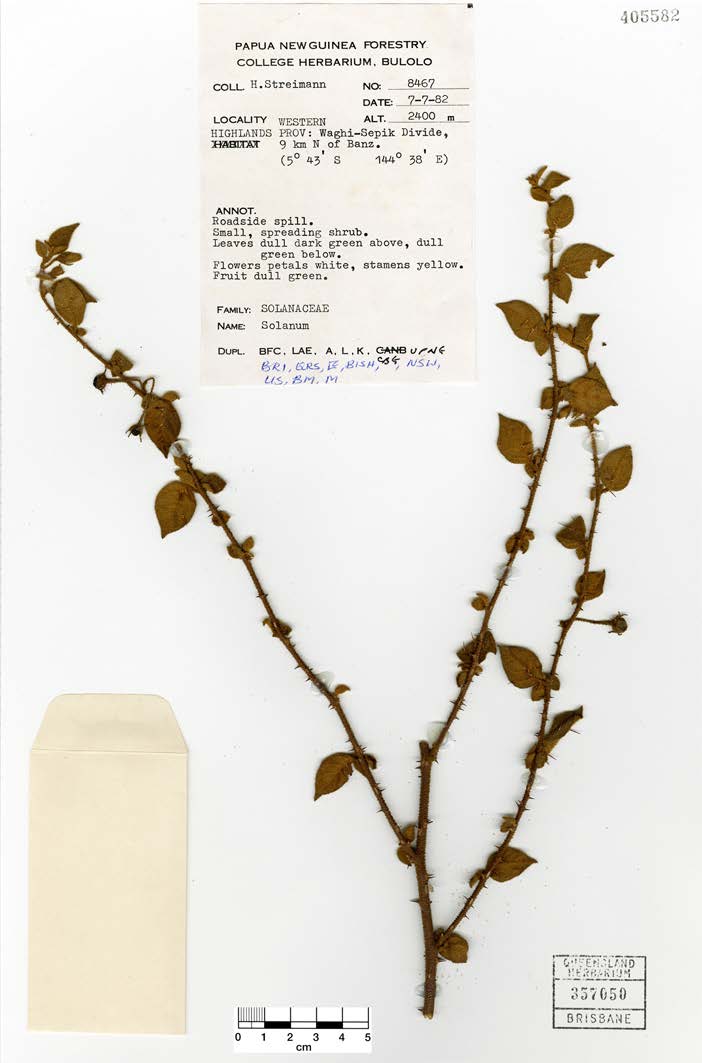 405582
PAPUA NEW GUINEA FORESTRY
COLLEGE HERBARIUM, BULOLO
COLL. H.Streimann NO: 8467
DATE: 7-7-82
LOCALITY WESTERN ALT. 2400 m
HIGHLANDS PROV: Waghi-Sepik Divide,
HABITAT 9 km N of Banz.
(5° 43' S 144° 38' E)
ANNOT.
Roadside spill.
Small, spreading shrub.
Leaves dull dark green above, dull
green below.
Flowers petals white, stamens yellow.
Fruit dull green.
FAMILY: SOLANACEAE
NAME: Solanum
DUPL. BFC, LAE, A, L, K, CANB UPNG
BRI, QRS, E, BISH, CBG, NSW,
US, BM, M
QUEENSLAND
HERBARIUM
357050
BRISBANE
0 1 2 3 4 5
cm